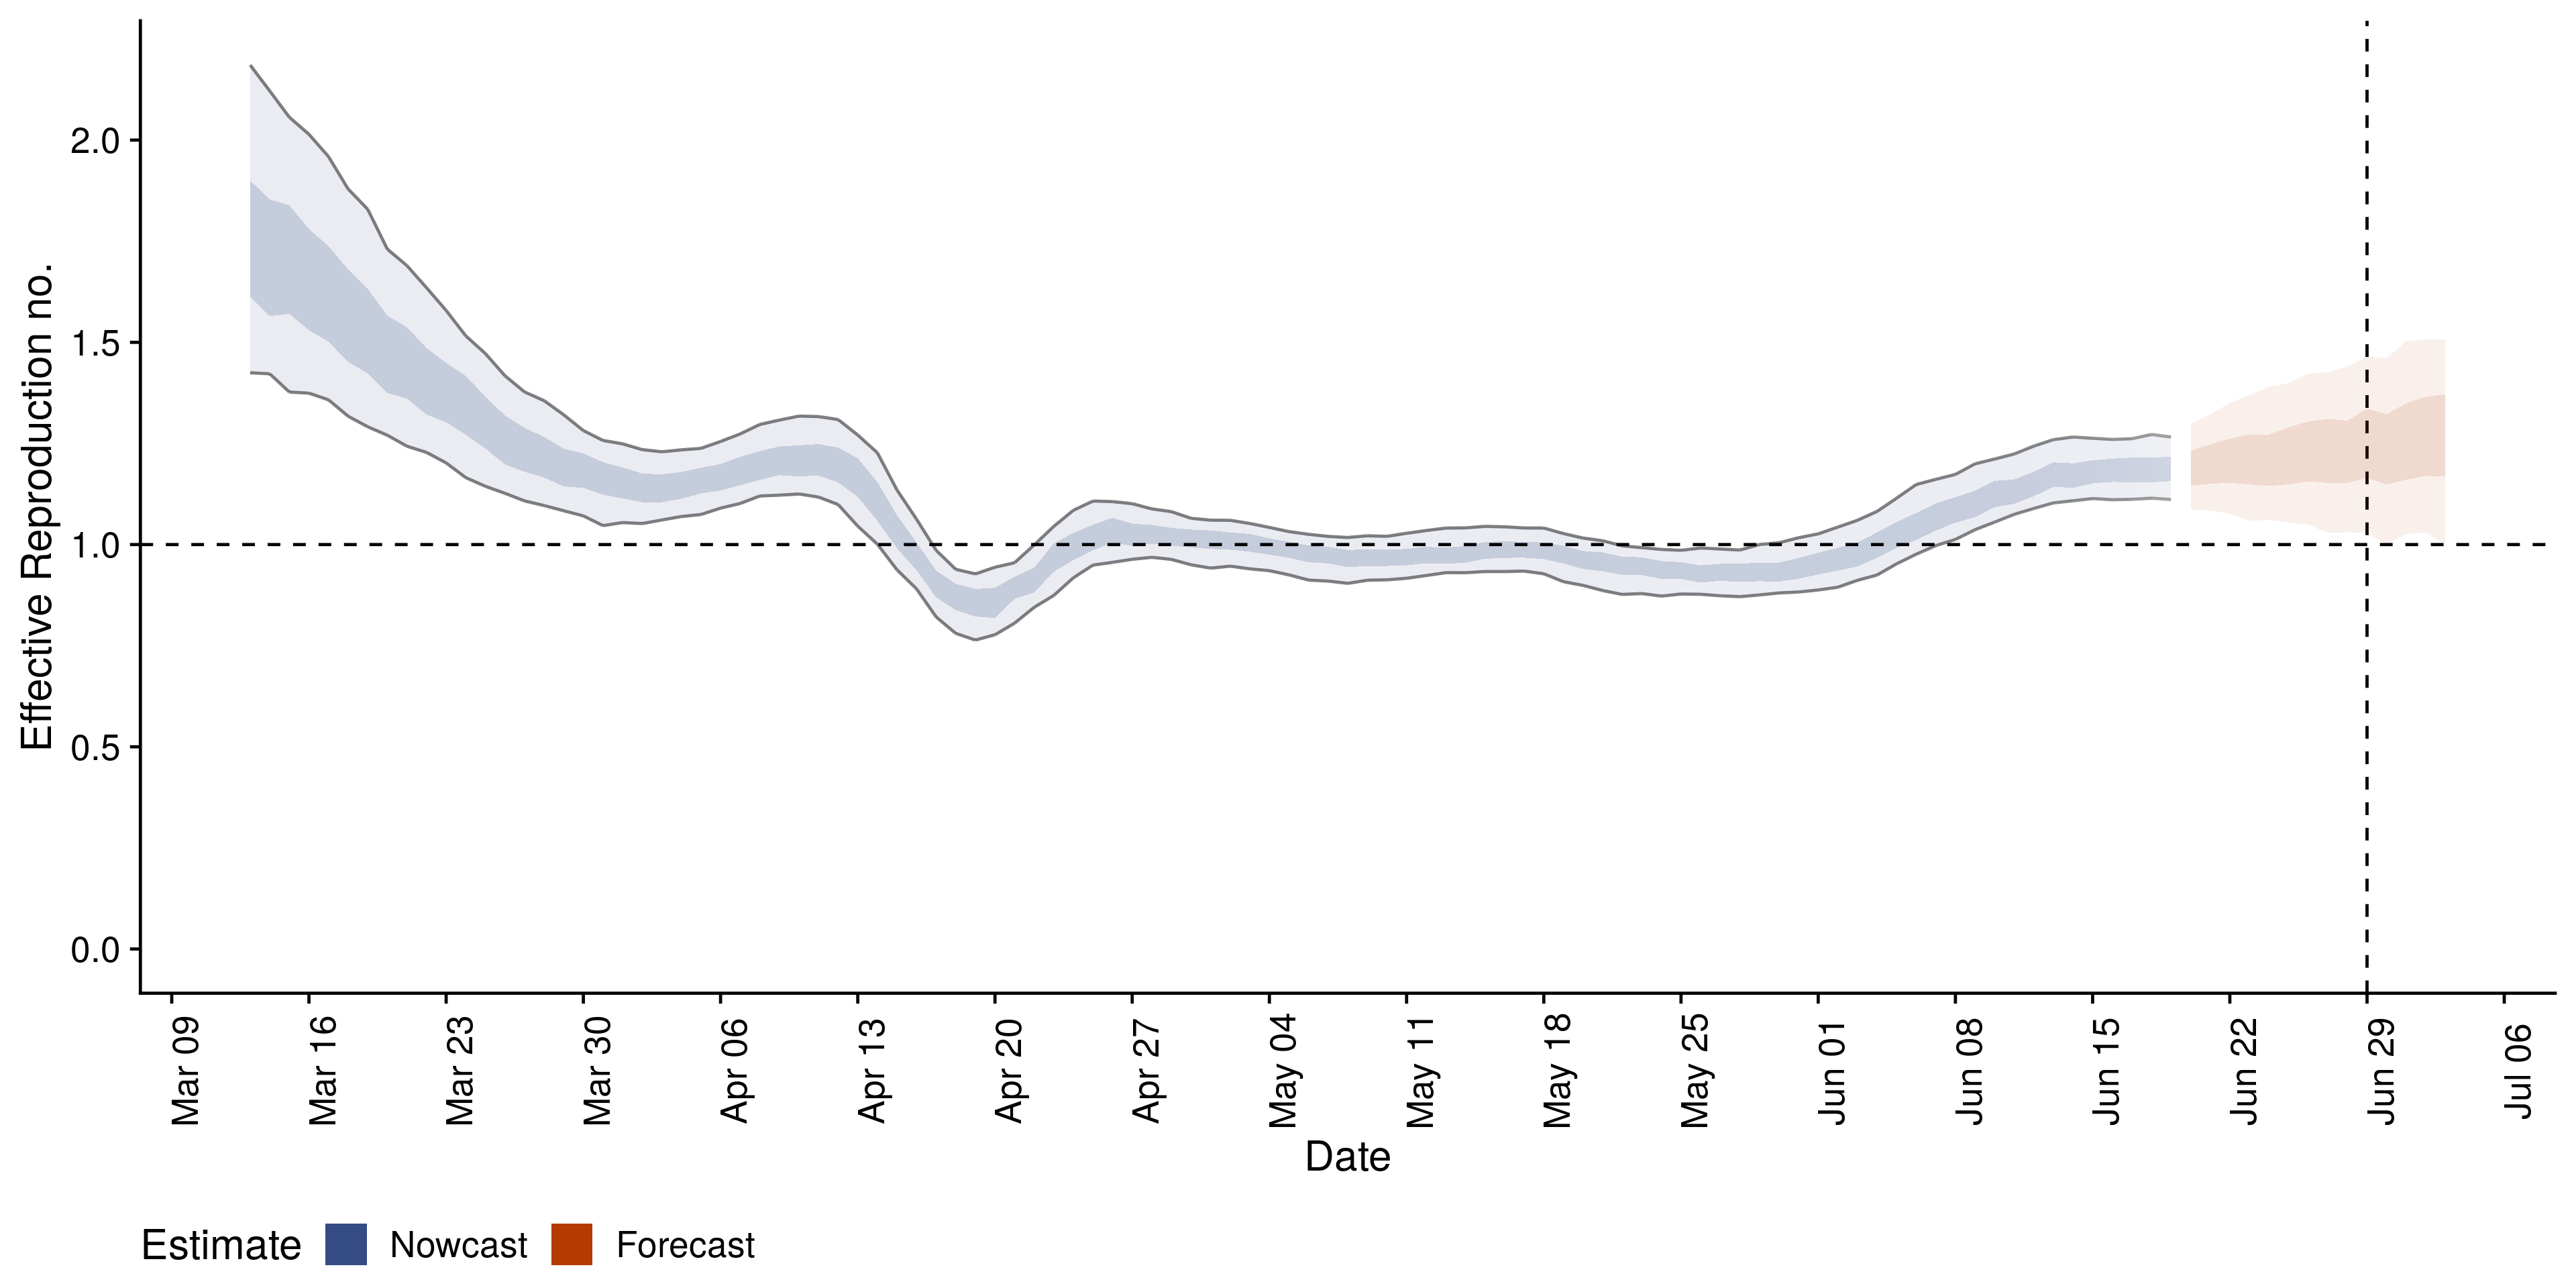 Effective Reproduction no.
2.0
1.5
1.0
0.5
0.0
Mar 09
Mar 16
Mar 23
Mar 30
Apr 06
Apr 13
Apr 20
Apr 27
May 04
May 11
May 18
May 25
Jun 01
Jun 08
Jun 15
Jun 22
Jun 29
Jul 06
Date
Estimate Nowcast Forecast